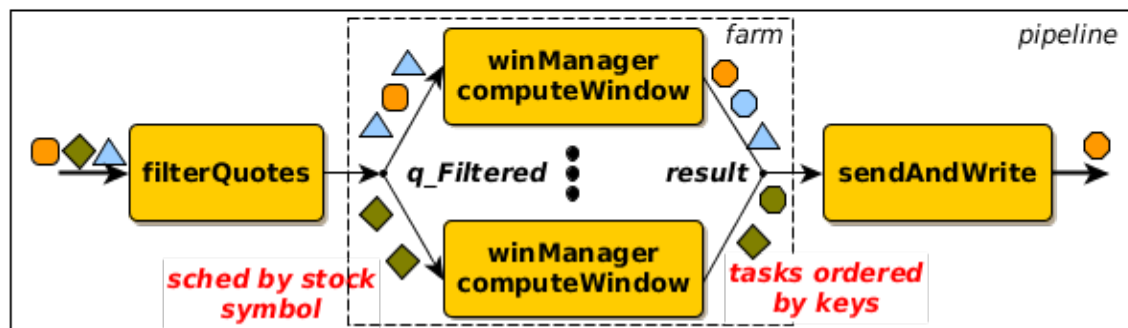 farm
pipeline
winManager
computeWindow
filterQuotes
q_Filtered
result
sendAndWrite
winManager
computeWindow
sched by stock
symbol
tasks ordered
by keys